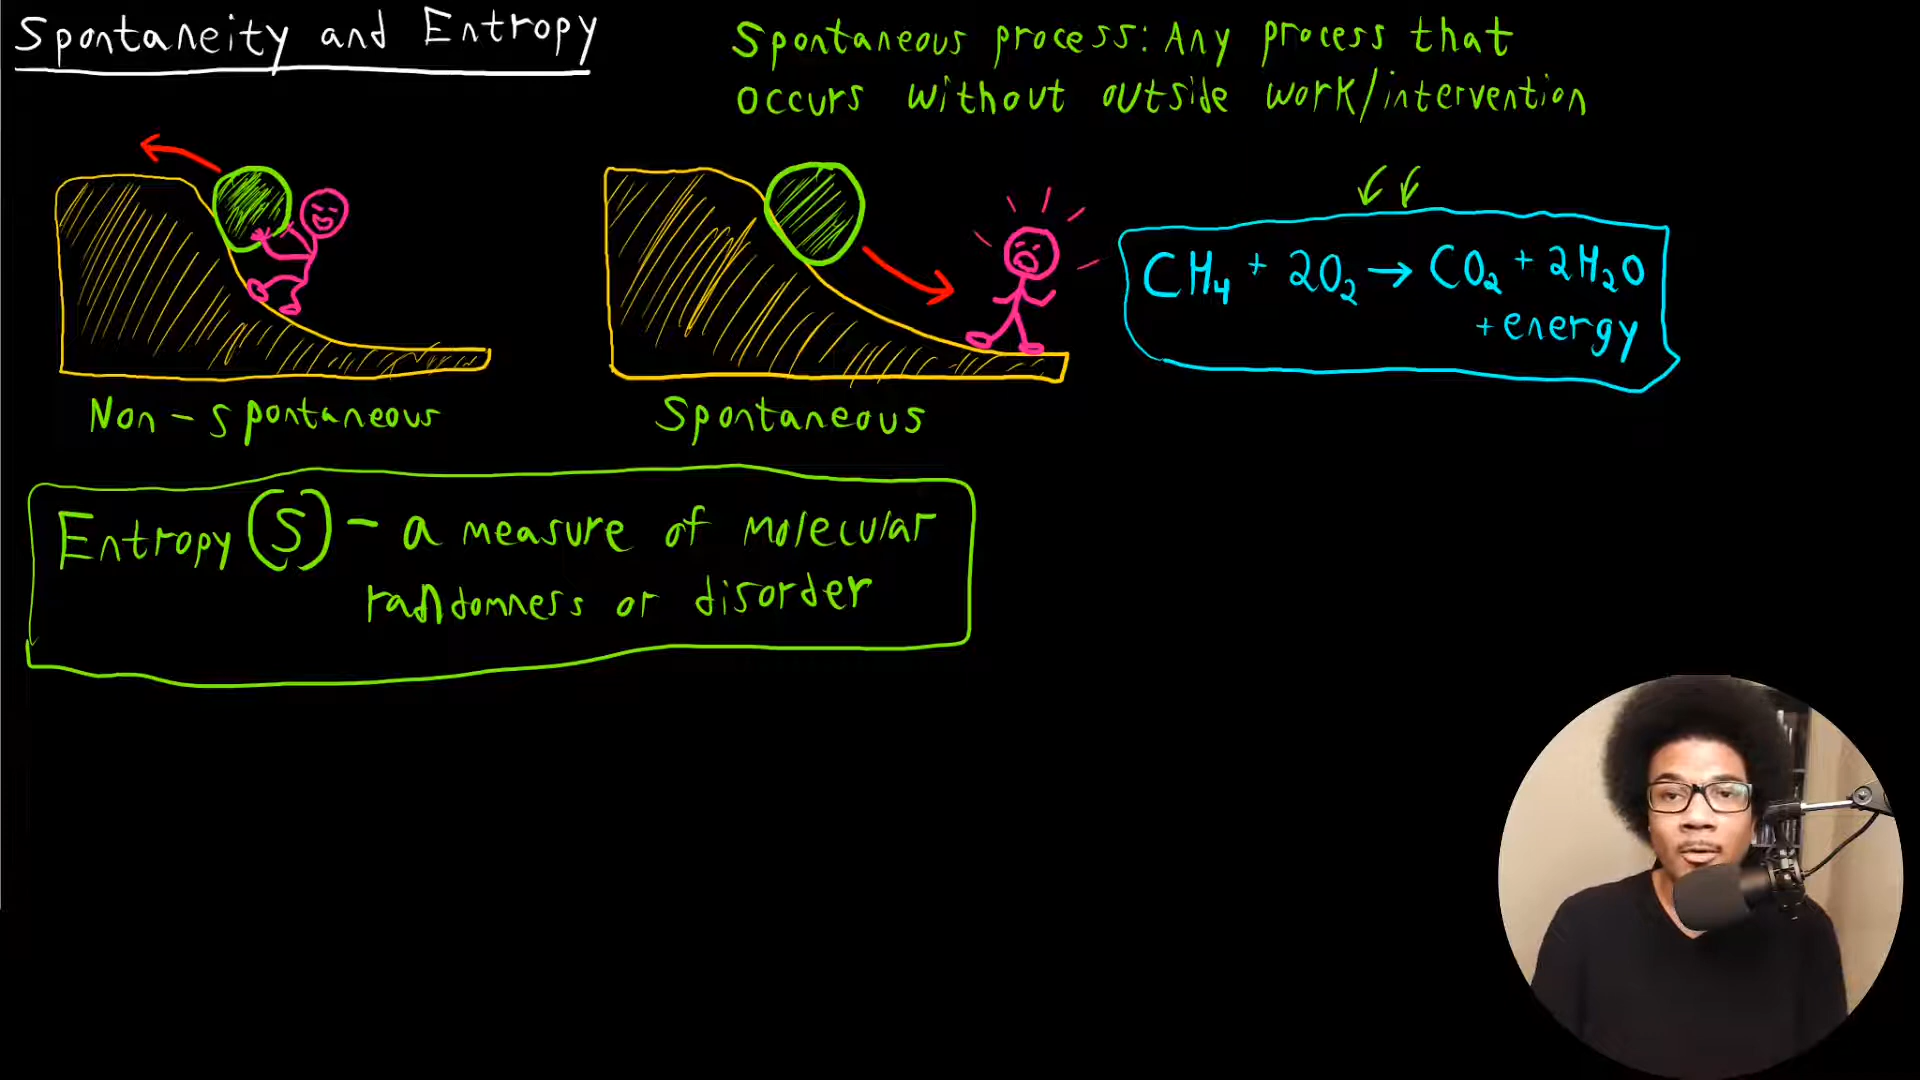 Spontaneity and Entropy
Spontaneous process: Any process that
occurs without outside work/intervention
CH₄ + 2O₂ → CO₂ + 2H₂O
+ energy
Non-spontaneous
Spontaneous
Entropy (S) - a measure of molecular
randomness or disorder